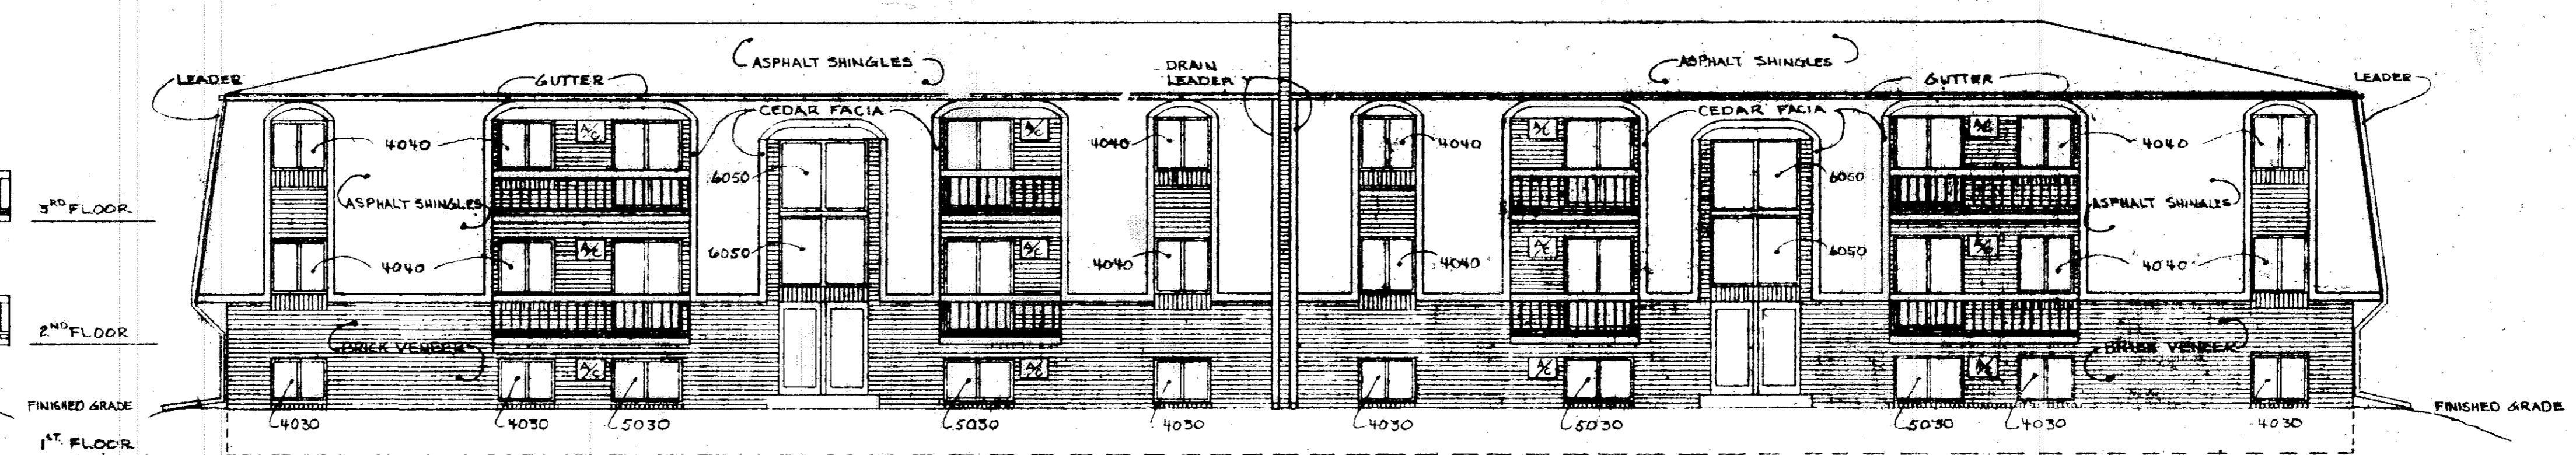 ASPHALT SHINGLES
ASPHALT SHINGLES
DRAIN
LEADER
LEADER
GUTTER
GUTTER
LEADER
CEDAR FACIA
CEDAR FACIA
A/C
A/C
A/C
A/C
4040
4040
4040
4040
6050
6050
3RD FLOOR
ASPHALT SHINGLES
ASPHALT SHINGLES
A/C
A/C
A/C
A/C
6050
6050
4040
4040
4040
4040
2ND FLOOR
BRICK VENEER
BRICK VENEER
A/C
A/C
A/C
A/C
FINISHED GRADE
FINISHED GRADE
4030
4030
5030
5030
4030
4030
5030
5030
4030
4030
1ST. FLOOR